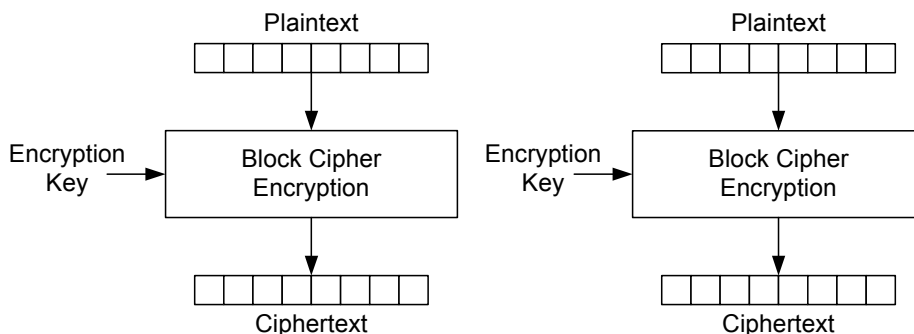 Plaintext
Plaintext
Encryption
Key
Block Cipher
Encryption
Encryption
Key
Block Cipher
Encryption
Ciphertext
Ciphertext